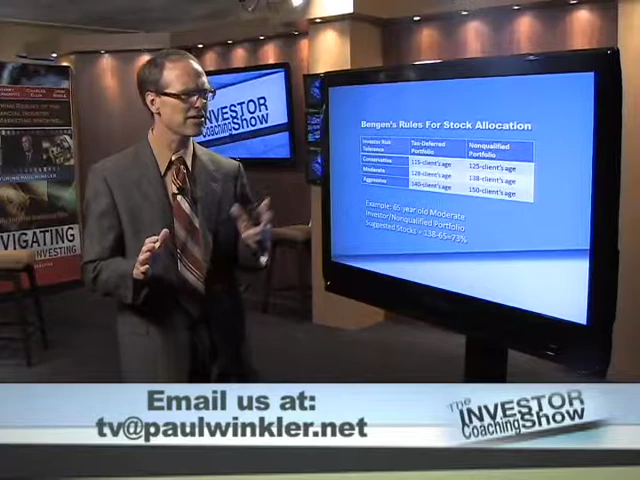 INVESTOR
Coaching Show
VIGATING
INVESTING
Bengen's Rules For Stock Allocation
Investor Risk Tolerance
Tax-Deferred Portfolio
Nonqualified Portfolio
Conservative
115-client's age
125-client's age
Moderate
128-client's age
138-client's age
Aggressive
140-client's age
150-client's age
Example: 65 year old Moderate
Investor/Nonqualified Portfolio
Suggested Stocks = 138-65=73%
Email us at:
tv@paulwinkler.net
The
INVESTOR
Coaching Show